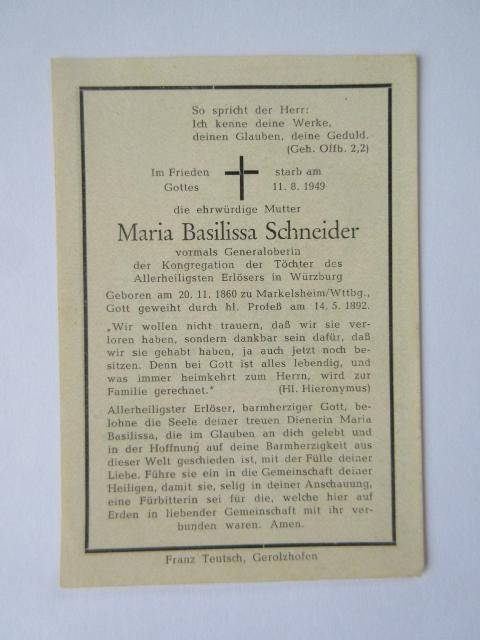 So spricht der Herr:
Ich kenne deine Werke,
deinen Glauben, deine Geduld.
(Geh. Offb. 2,2)
Im Frieden starb am
Gottes 11. 8. 1949
die ehrwürdige Mutter
Maria Basilissa Schneider
vormals Generaloberin
der Kongregation der Töchter des
Allerheiligsten Erlösers in Würzburg
Geboren am 20. 11. 1860 zu Markelsheim/Wttbg.,
Gott geweiht durch hl. Profeß am 14. 5. 1892.
„Wir wollen nicht trauern, daß wir sie ver-
loren haben, sondern dankbar sein dafür, daß
wir sie gehabt haben, ja auch jetzt noch be-
sitzen. Denn bei Gott ist alles lebendig, und
was immer heimkehrt zum Herrn, wird zur
Familie gerechnet." (Hl. Hieronymus)
Allerheiligster Erlöser, barmherziger Gott, be-
lohne die Seele deiner treuen Dienerin Maria
Basilissa, die im Glauben an dich gelebt und
in der Hoffnung auf deine Barmherzigkeit aus
dieser Welt geschieden ist, mit der Fülle deiner
Liebe. Führe sie ein in die Gemeinschaft deiner
Heiligen, damit sie, selig in deiner Anschauung,
eine Fürbitterin sei für die, welche hier auf
Erden in liebender Gemeinschaft mit ihr ver-
bunden waren. Amen.
Franz Teutsch, Gerolzhofen